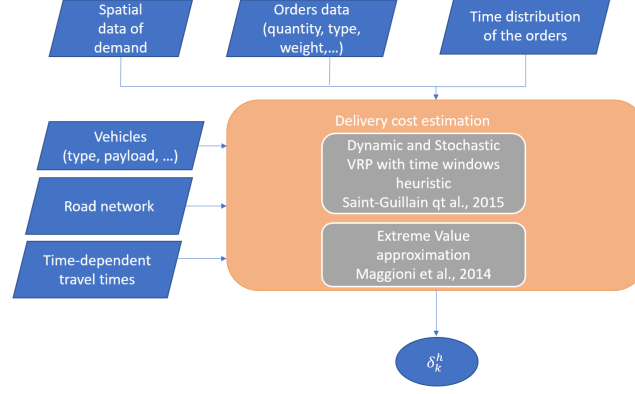 Spatial
data of
demand
Orders data
(quantity, type,
weight,...)
Time distribution
of the orders
Delivery cost estimation
Vehicles
(type, payload, ...)
Road network
Time-dependent
travel times
Dynamic and Stochastic
VRP with time windows
heuristic
Saint-Guillain qt al., 2015
Extreme Value
approximation
Maggioni et al., 2014
δ_k^h